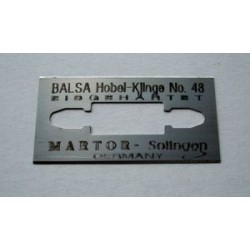 BALSA Hobel-Klinge No. 48
EISGEHÄRTET
MARTOR - Solingen
GERMANY